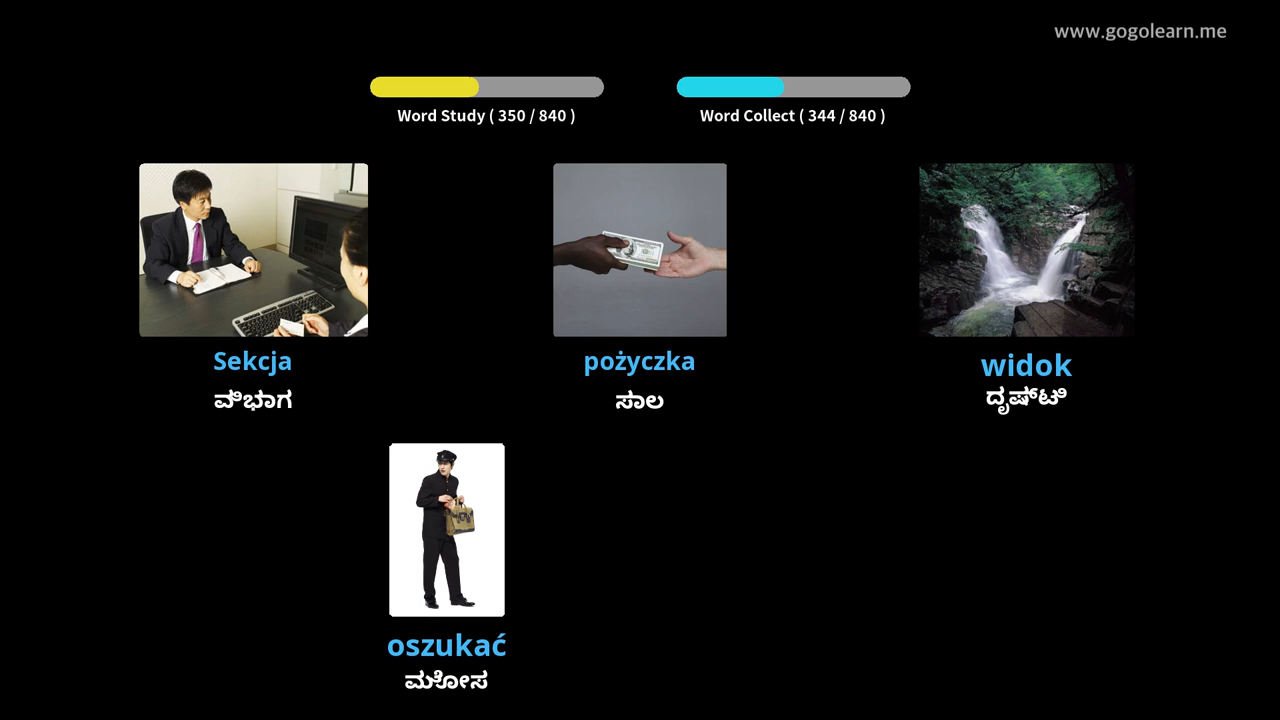 www.gogolearn.me
Word Study ( 350 / 840 )
Word Collect ( 344 / 840 )
Sekcja
ವಿಭಾಗ
pożyczka
ಸಾಲ
widok
ದೃಷ್ಟಿ
oszukać
ಮೋಸ